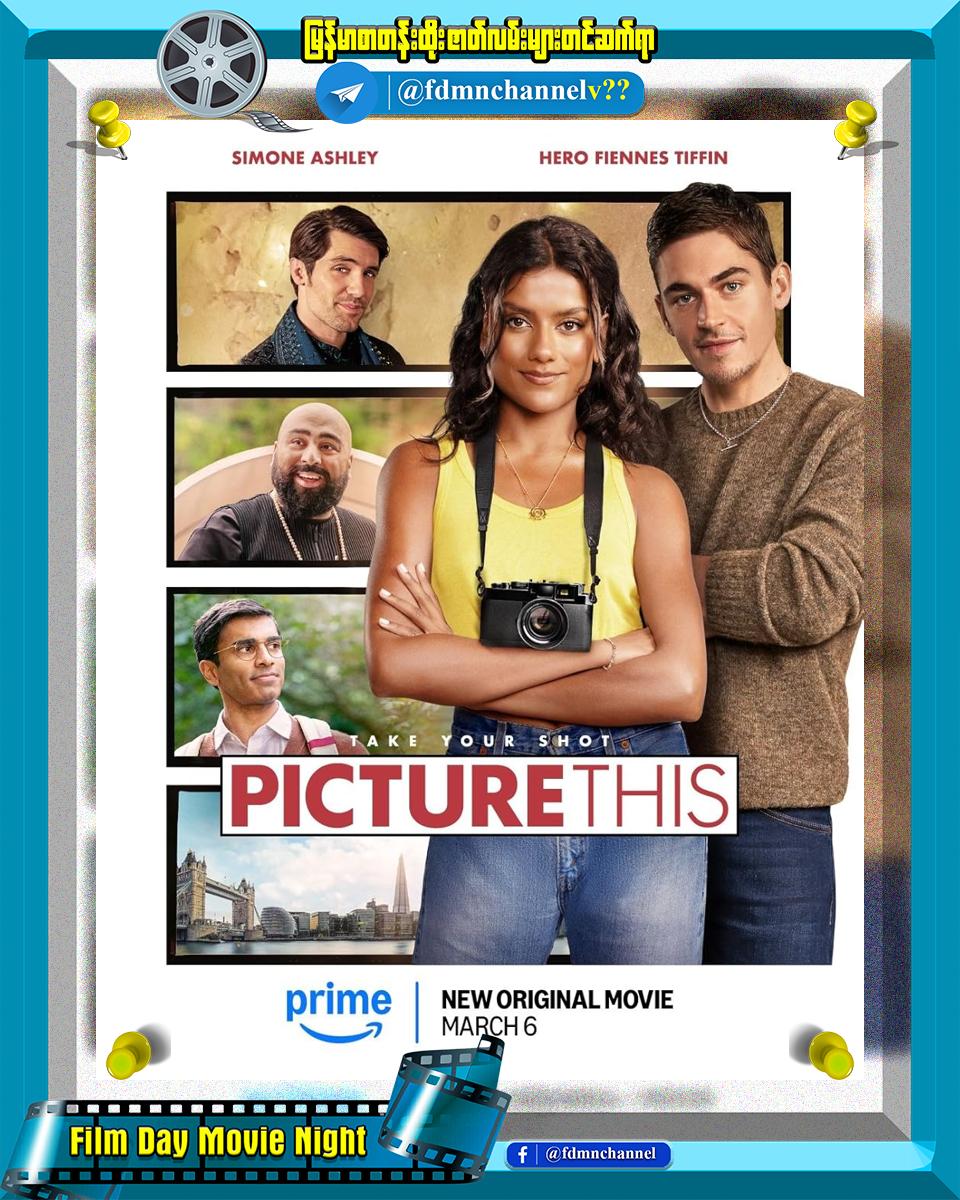 မြန်မာစာတန်းထိုးဇာတ်လမ်းများတင်ဆက်ရာ
@fdmnchannelv??
SIMONE ASHLEY
HERO FIENNES TIFFIN
TAKE YOUR SHOT
PICTURE THIS
prime
NEW ORIGINAL MOVIE
MARCH 6
Film Day Movie Night
@fdmnchannel